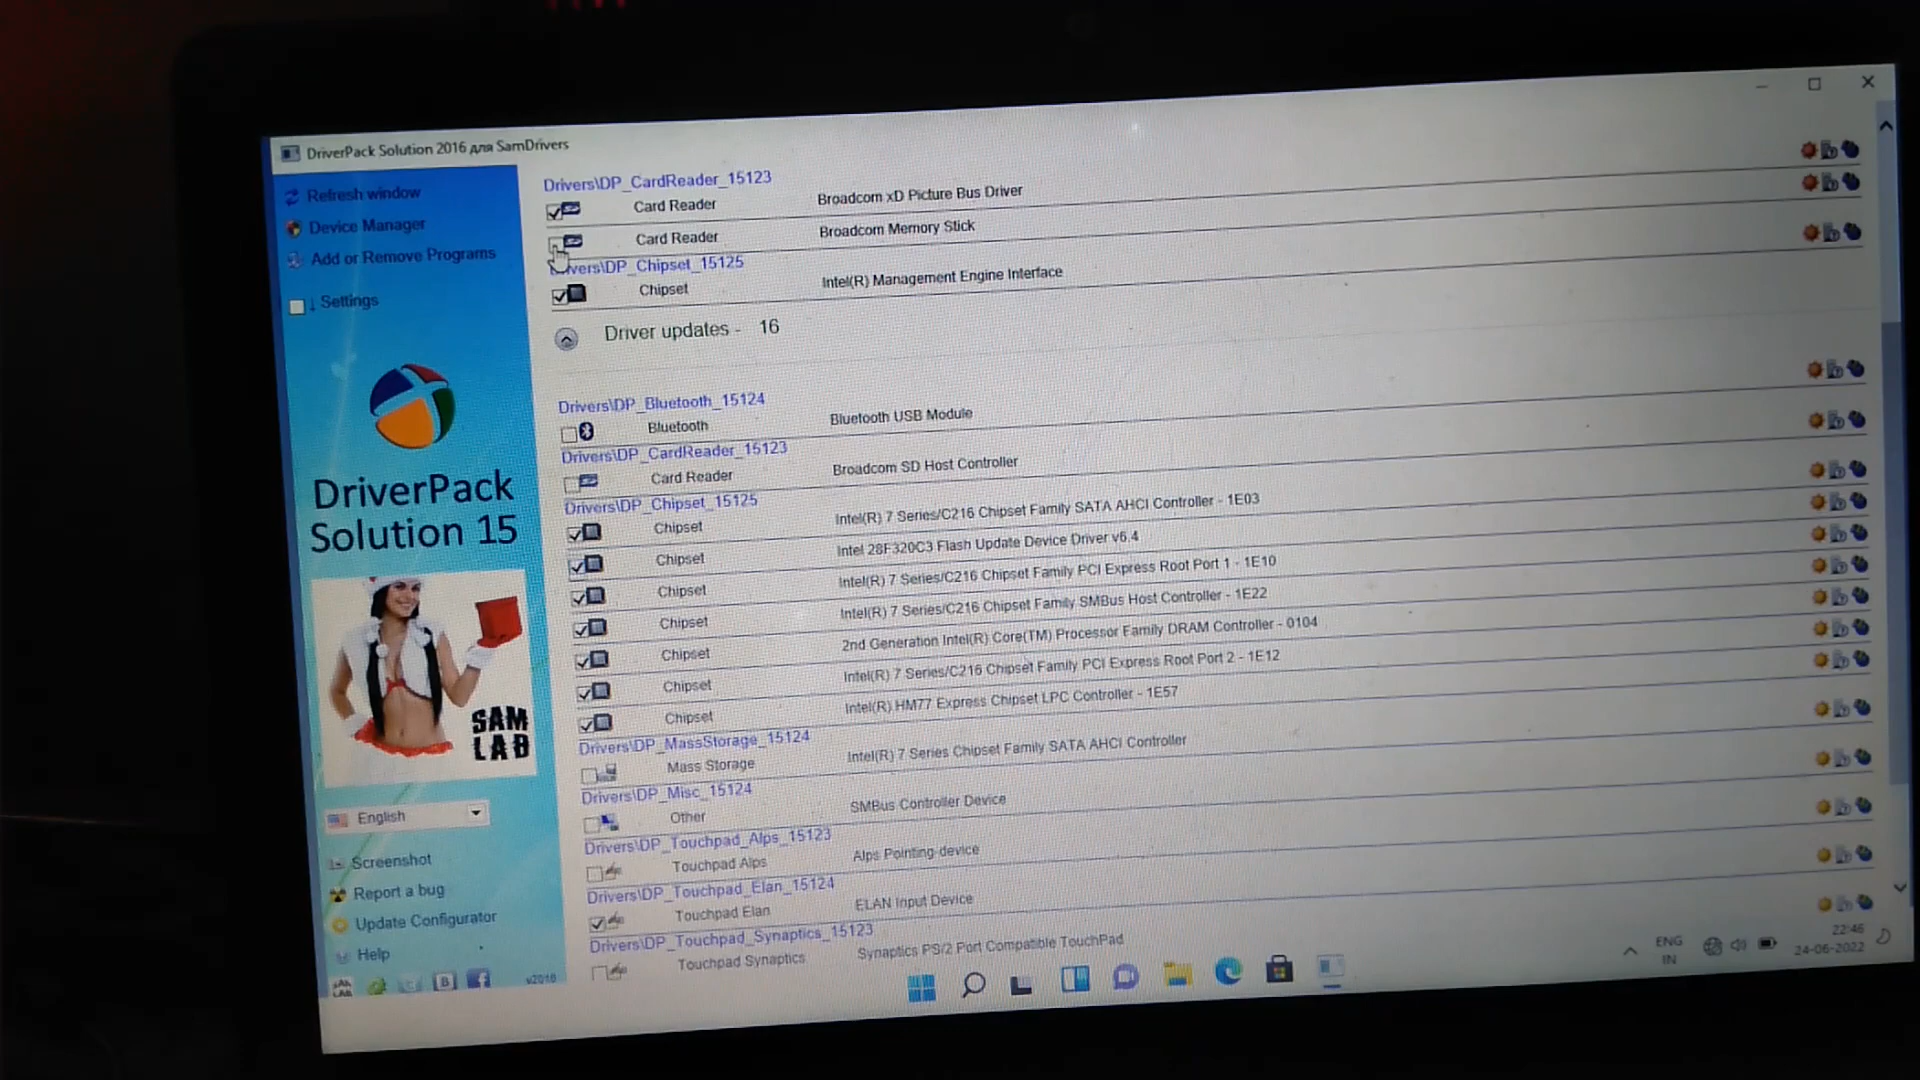 DriverPack Solution 2016 для SamDrivers
Refresh window
Device Manager
Add or Remove Programs
Settings
DriverPack
Solution 15
SAM
LAB
English
Screenshot
Report a bug
Update Configurator
Help
Drivers\DP_CardReader_15123
Card Reader Broadcom xD Picture Bus Driver
Card Reader Broadcom Memory Stick
ivers\DP_Chipset_15125
Chipset Intel(R) Management Engine Interface
Driver updates - 16
Drivers\DP_Bluetooth_15124
Bluetooth Bluetooth USB Module
Drivers\DP_CardReader_15123
Card Reader Broadcom SD Host Controller
Drivers\DP_Chipset_15125
Chipset Intel(R) 7 Series/C216 Chipset Family SATA AHCI Controller - 1E03
Chipset Intel 28F320C3 Flash Update Device Driver v6.4
Chipset Intel(R) 7 Series/C216 Chipset Family PCI Express Root Port 1 - 1E10
Chipset Intel(R) 7 Series/C216 Chipset Family SMBus Host Controller - 1E22
Chipset 2nd Generation Intel(R) Core(TM) Processor Family DRAM Controller - 0104
Chipset Intel(R) 7 Series/C216 Chipset Family PCI Express Root Port 2 - 1E12
Chipset Intel(R) HM77 Express Chipset LPC Controller - 1E57
Drivers\DP_MassStorage_15124
Mass Storage Intel(R) 7 Series Chipset Family SATA AHCI Controller
Drivers\DP_Misc_15124
Other SMBus Controller Device
Drivers\DP_Touchpad_Alps_15123
Touchpad Alps Alps Pointing-device
Drivers\DP_Touchpad_Elan_15124
Touchpad Elan ELAN Input Device
Drivers\DP_Touchpad_Synaptics_15123
Touchpad Synaptics Synaptics PS/2 Port Compatible TouchPad
ENG
IN
22:46
24-06-2022